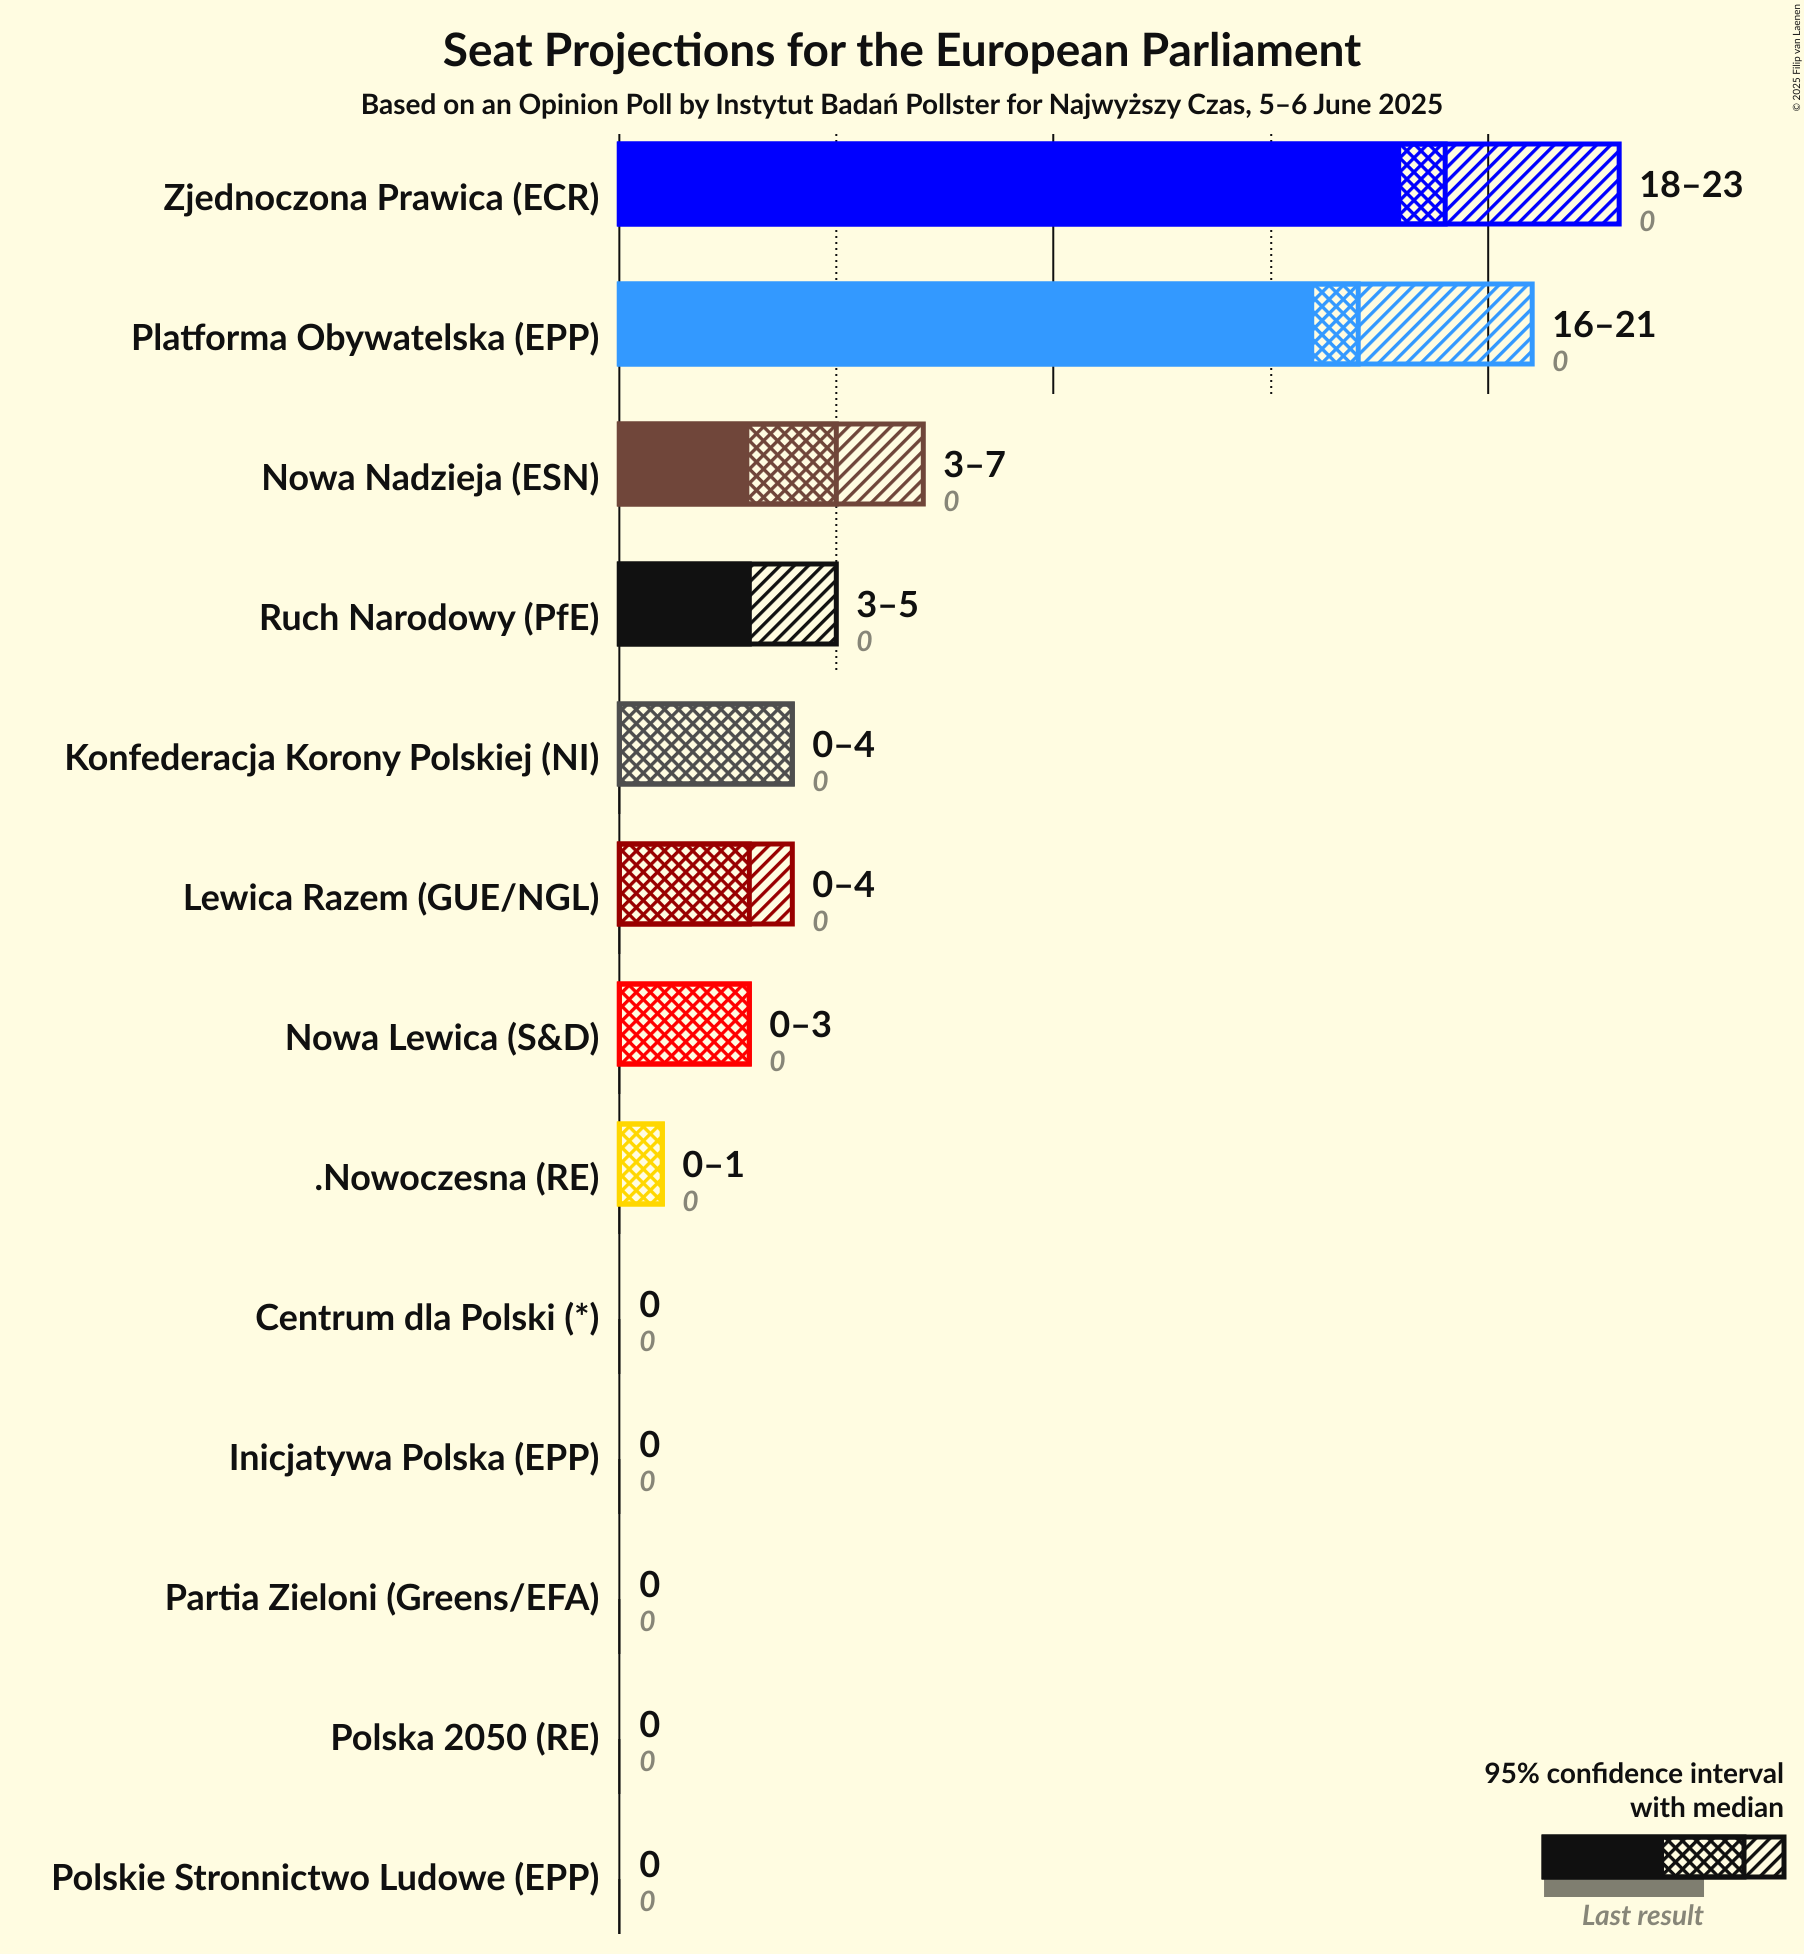 Seat Projections for the European Parliament
Based on an Opinion Poll by Instytut Badań Pollster for Najwyższy Czas, 5–6 June 2025
© 2025 Filip van Laenen
Zjednoczona Prawica (ECR)
18–23
0
Platforma Obywatelska (EPP)
16–21
0
Nowa Nadzieja (ESN)
3–7
0
Ruch Narodowy (PfE)
3–5
0
Konfederacja Korony Polskiej (NI)
0–4
0
Lewica Razem (GUE/NGL)
0–4
0
Nowa Lewica (S&D)
0–3
0
.Nowoczesna (RE)
0–1
0
Centrum dla Polski (*)
0
0
Inicjatywa Polska (EPP)
0
0
Partia Zieloni (Greens/EFA)
0
0
Polska 2050 (RE)
0
0
Polskie Stronnictwo Ludowe (EPP)
0
0
95% confidence interval
with median
Last result